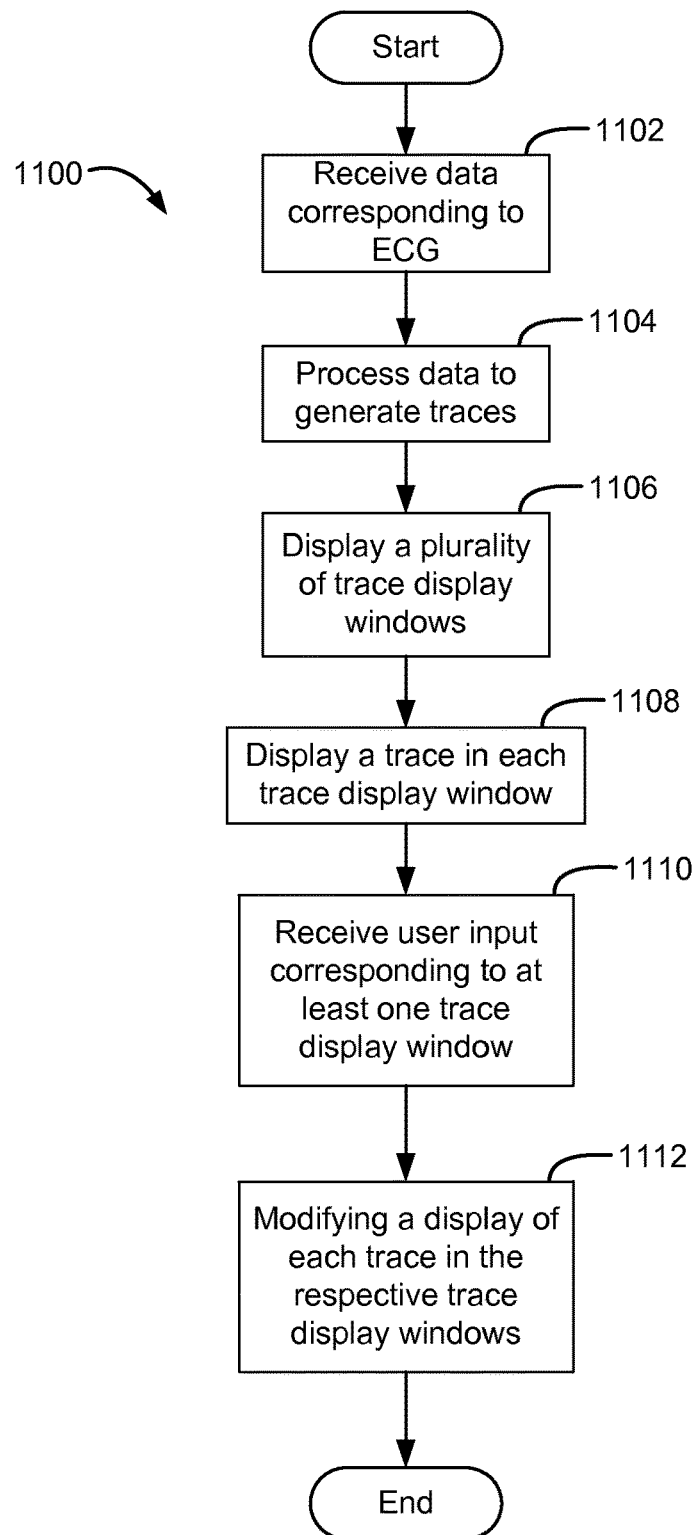 Start
1100
1102
Receive data
corresponding to
ECG
1104
Process data to
generate traces
1106
Display a plurality
of trace display
windows
1108
Display a trace in each
trace display window
1110
Receive user input
corresponding to at
least one trace
display window
1112
Modifying a display of
each trace in the
respective trace
display windows
End